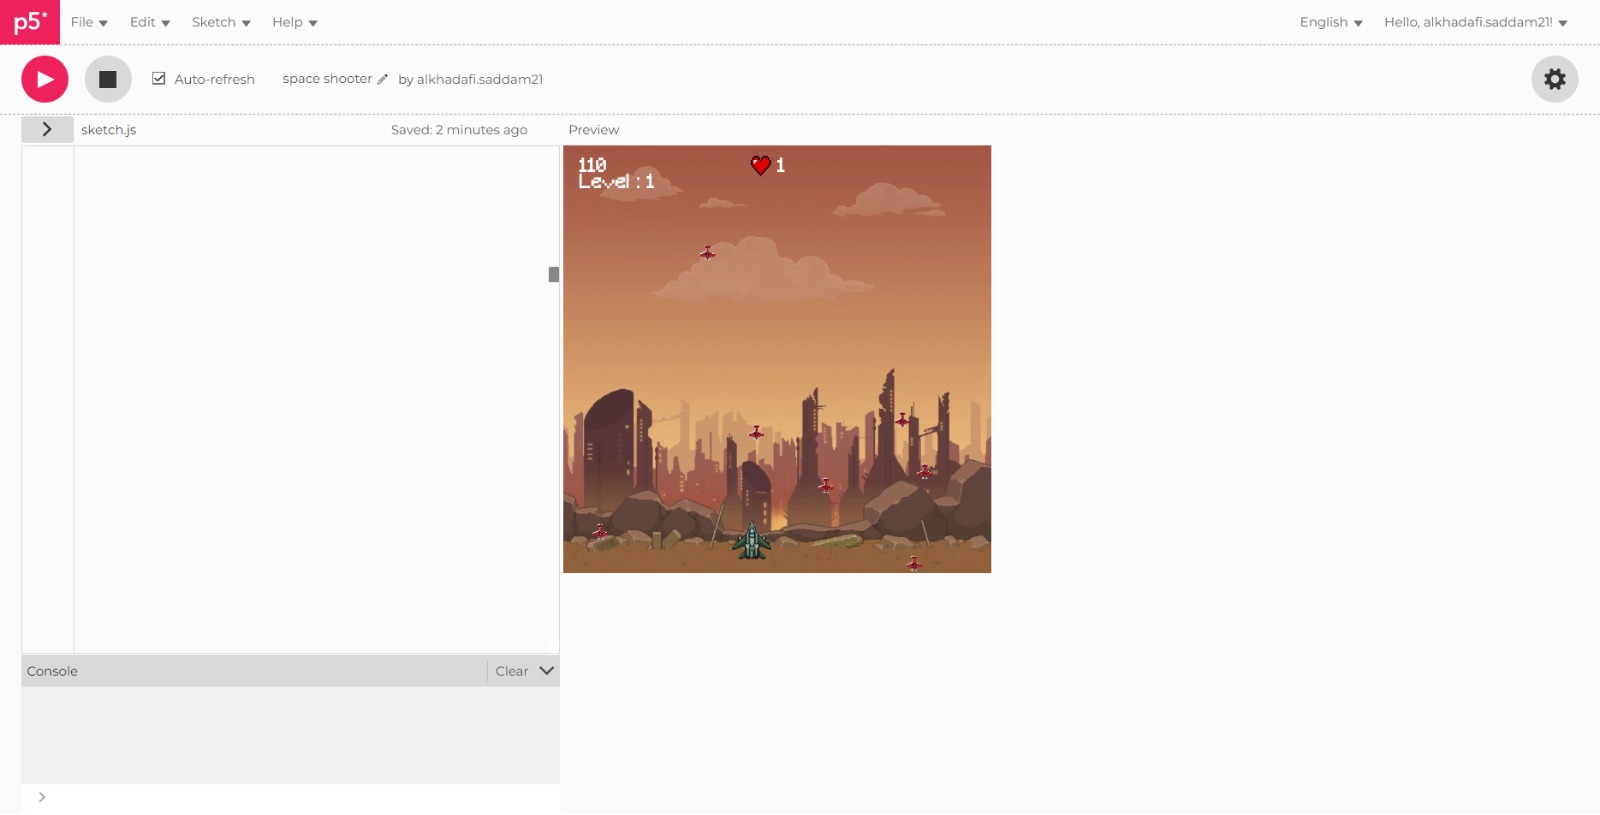 p5* File Edit Sketch Help English Hello, alkhadafi.saddam21!
Auto-refresh space shooter by alkhadafi.saddam21
sketch.js Saved: 2 minutes ago Preview
110 1
Level : 1
Console Clear